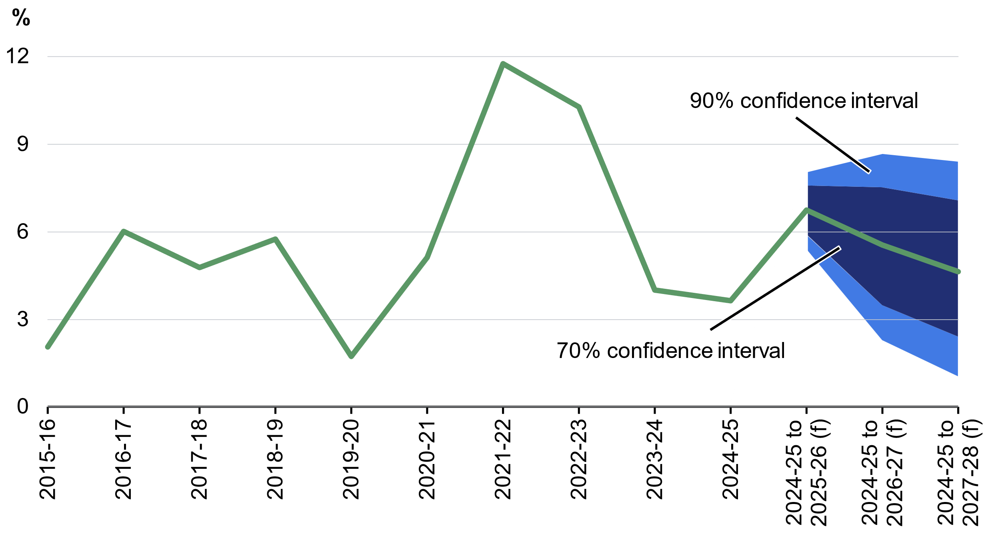 %
12
9
6
3
0
90% confidence interval
70% confidence interval
2015-16
2016-17
2017-18
2018-19
2019-20
2020-21
2021-22
2022-23
2023-24
2024-25
2024-25 to
2025-26 (f)
2024-25 to
2026-27 (f)
2024-25 to
2027-28 (f)